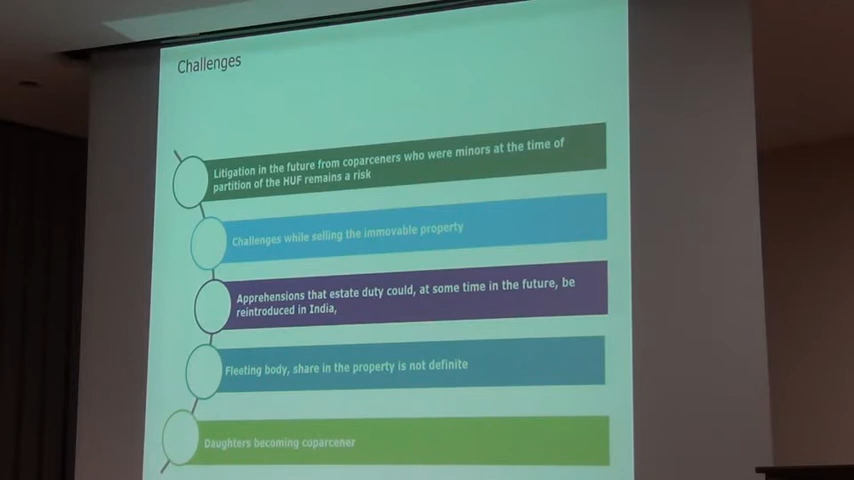 Challenges
Litigation in the future from coparceners who were minors at the time of
partition of the HUF remains a risk
Challenges while selling the immovable property
Apprehensions that estate duty could, at some time in the future, be
reintroduced in India,
Fleeting body, share in the property is not definite
Daughters becoming coparcener